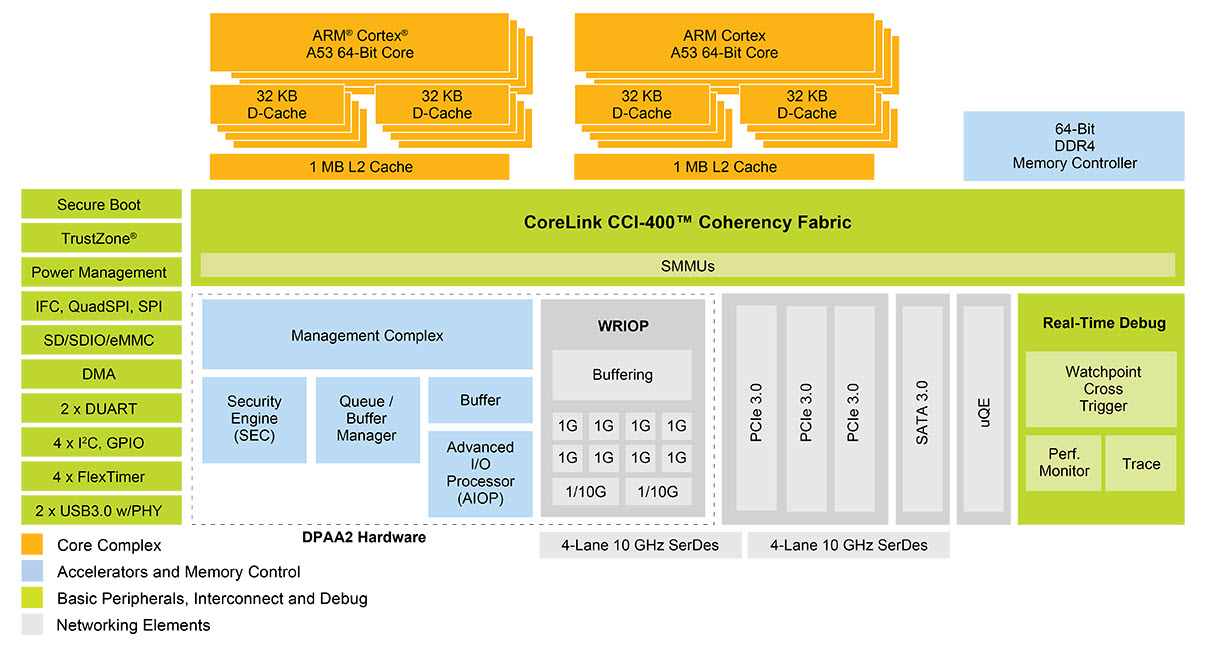 ARM® Cortex®
A53 64-Bit Core
ARM Cortex
A53 64-Bit Core
32 KB
D-Cache
32 KB
D-Cache
32 KB
D-Cache
32 KB
D-Cache
1 MB L2 Cache
1 MB L2 Cache
64-Bit
DDR4
Memory Controller
Secure Boot
TrustZone®
Power Management
IFC, QuadSPI, SPI
SD/SDIO/eMMC
DMA
2 x DUART
4 x I²C, GPIO
4 x FlexTimer
2 x USB3.0 w/PHY
CoreLink CCI-400™ Coherency Fabric
SMMUs
Management Complex
Security
Engine
(SEC)
Queue /
Buffer
Manager
Buffer
Advanced
I/O
Processor
(AIOP)
DPAA2 Hardware
WRIOP
Buffering
1G 1G 1G 1G
1G 1G 1G 1G
1/10G 1/10G
PCIe 3.0
PCIe 3.0
PCIe 3.0
SATA 3.0
uQE
Real-Time Debug
Watchpoint
Cross
Trigger
Perf.
Monitor
Trace
4-Lane 10 GHz SerDes
4-Lane 10 GHz SerDes
Core Complex
Accelerators and Memory Control
Basic Peripherals, Interconnect and Debug
Networking Elements